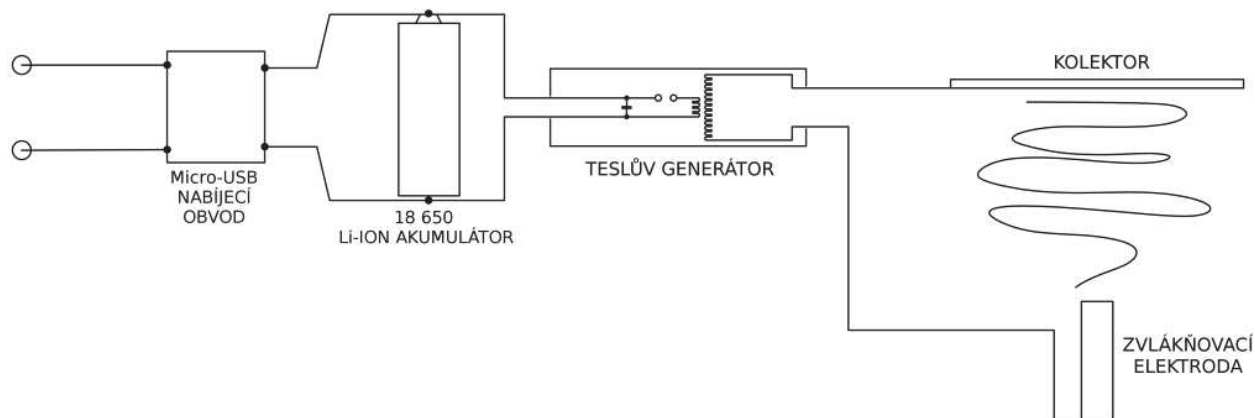 KOLEKTOR
TESLŮV GENERÁTOR
Micro-USB
NABÍJECÍ
OBVOD
18 650
Li-ION AKUMULÁTOR
ZVLÁKŇOVACÍ
ELEKTRODA